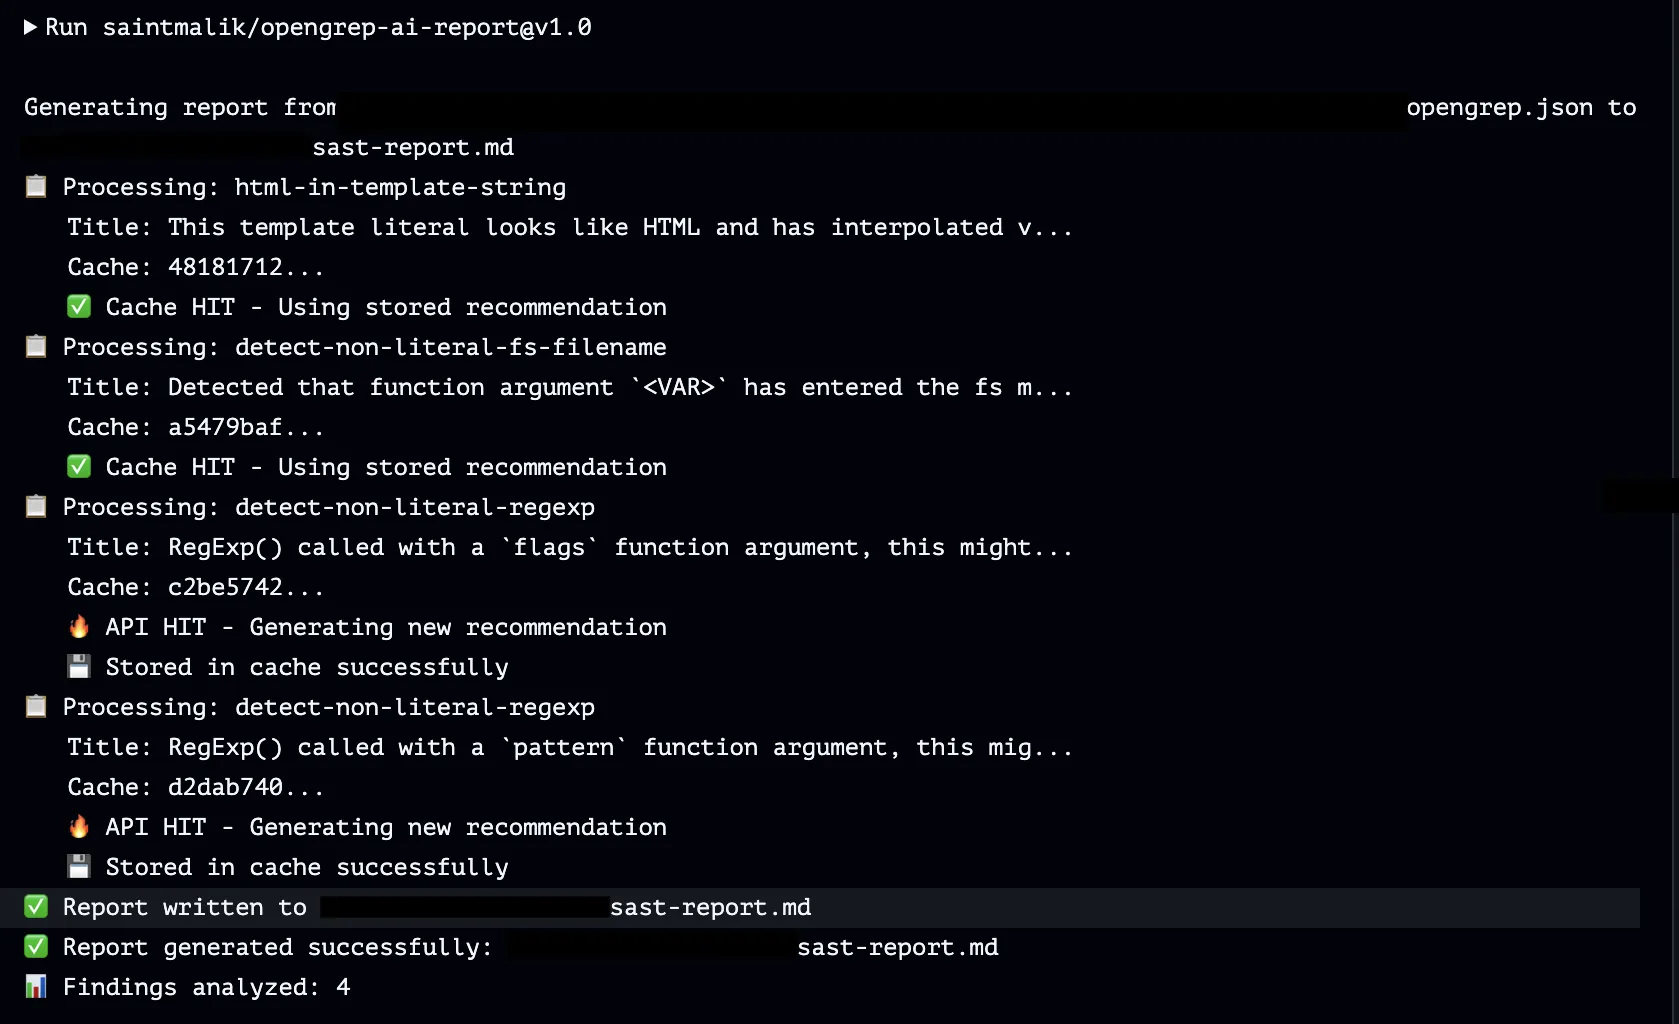 Run saintmalik/opengrep-ai-report@v1.0
Generating report from opengrep.json to
sast-report.md
Processing: html-in-template-string
Title: This template literal looks like HTML and has interpolated v...
Cache: 48181712...
Cache HIT - Using stored recommendation
Processing: detect-non-literal-fs-filename
Title: Detected that function argument `<VAR>` has entered the fs m...
Cache: a5479baf...
Cache HIT - Using stored recommendation
Processing: detect-non-literal-regexp
Title: RegExp() called with a `flags` function argument, this might...
Cache: c2be5742...
API HIT - Generating new recommendation
Stored in cache successfully
Processing: detect-non-literal-regexp
Title: RegExp() called with a `pattern` function argument, this mig...
Cache: d2dab740...
API HIT - Generating new recommendation
Stored in cache successfully
Report written to sast-report.md
Report generated successfully: sast-report.md
Findings analyzed: 4